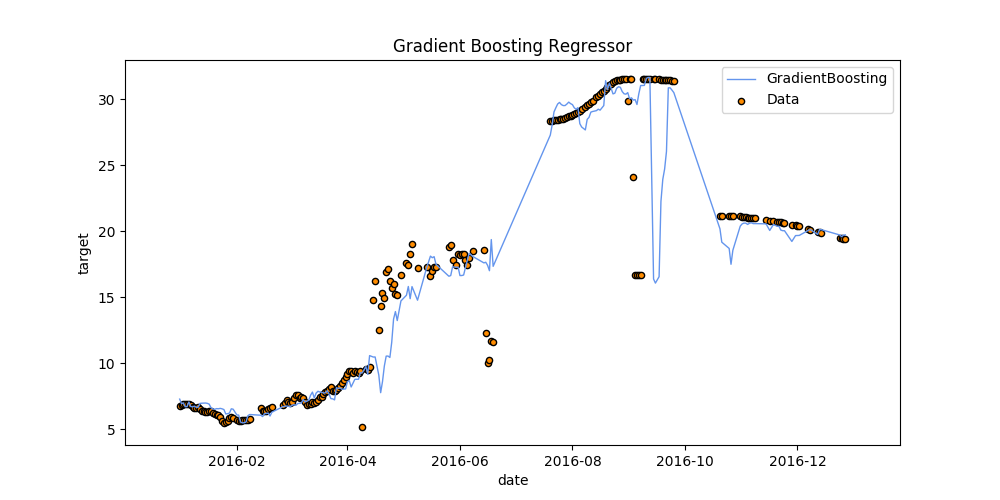 Gradient Boosting Regressor
GradientBoosting
Data
target
30
25
20
15
10
5
2016-02 2016-04 2016-06 2016-08 2016-10 2016-12
date